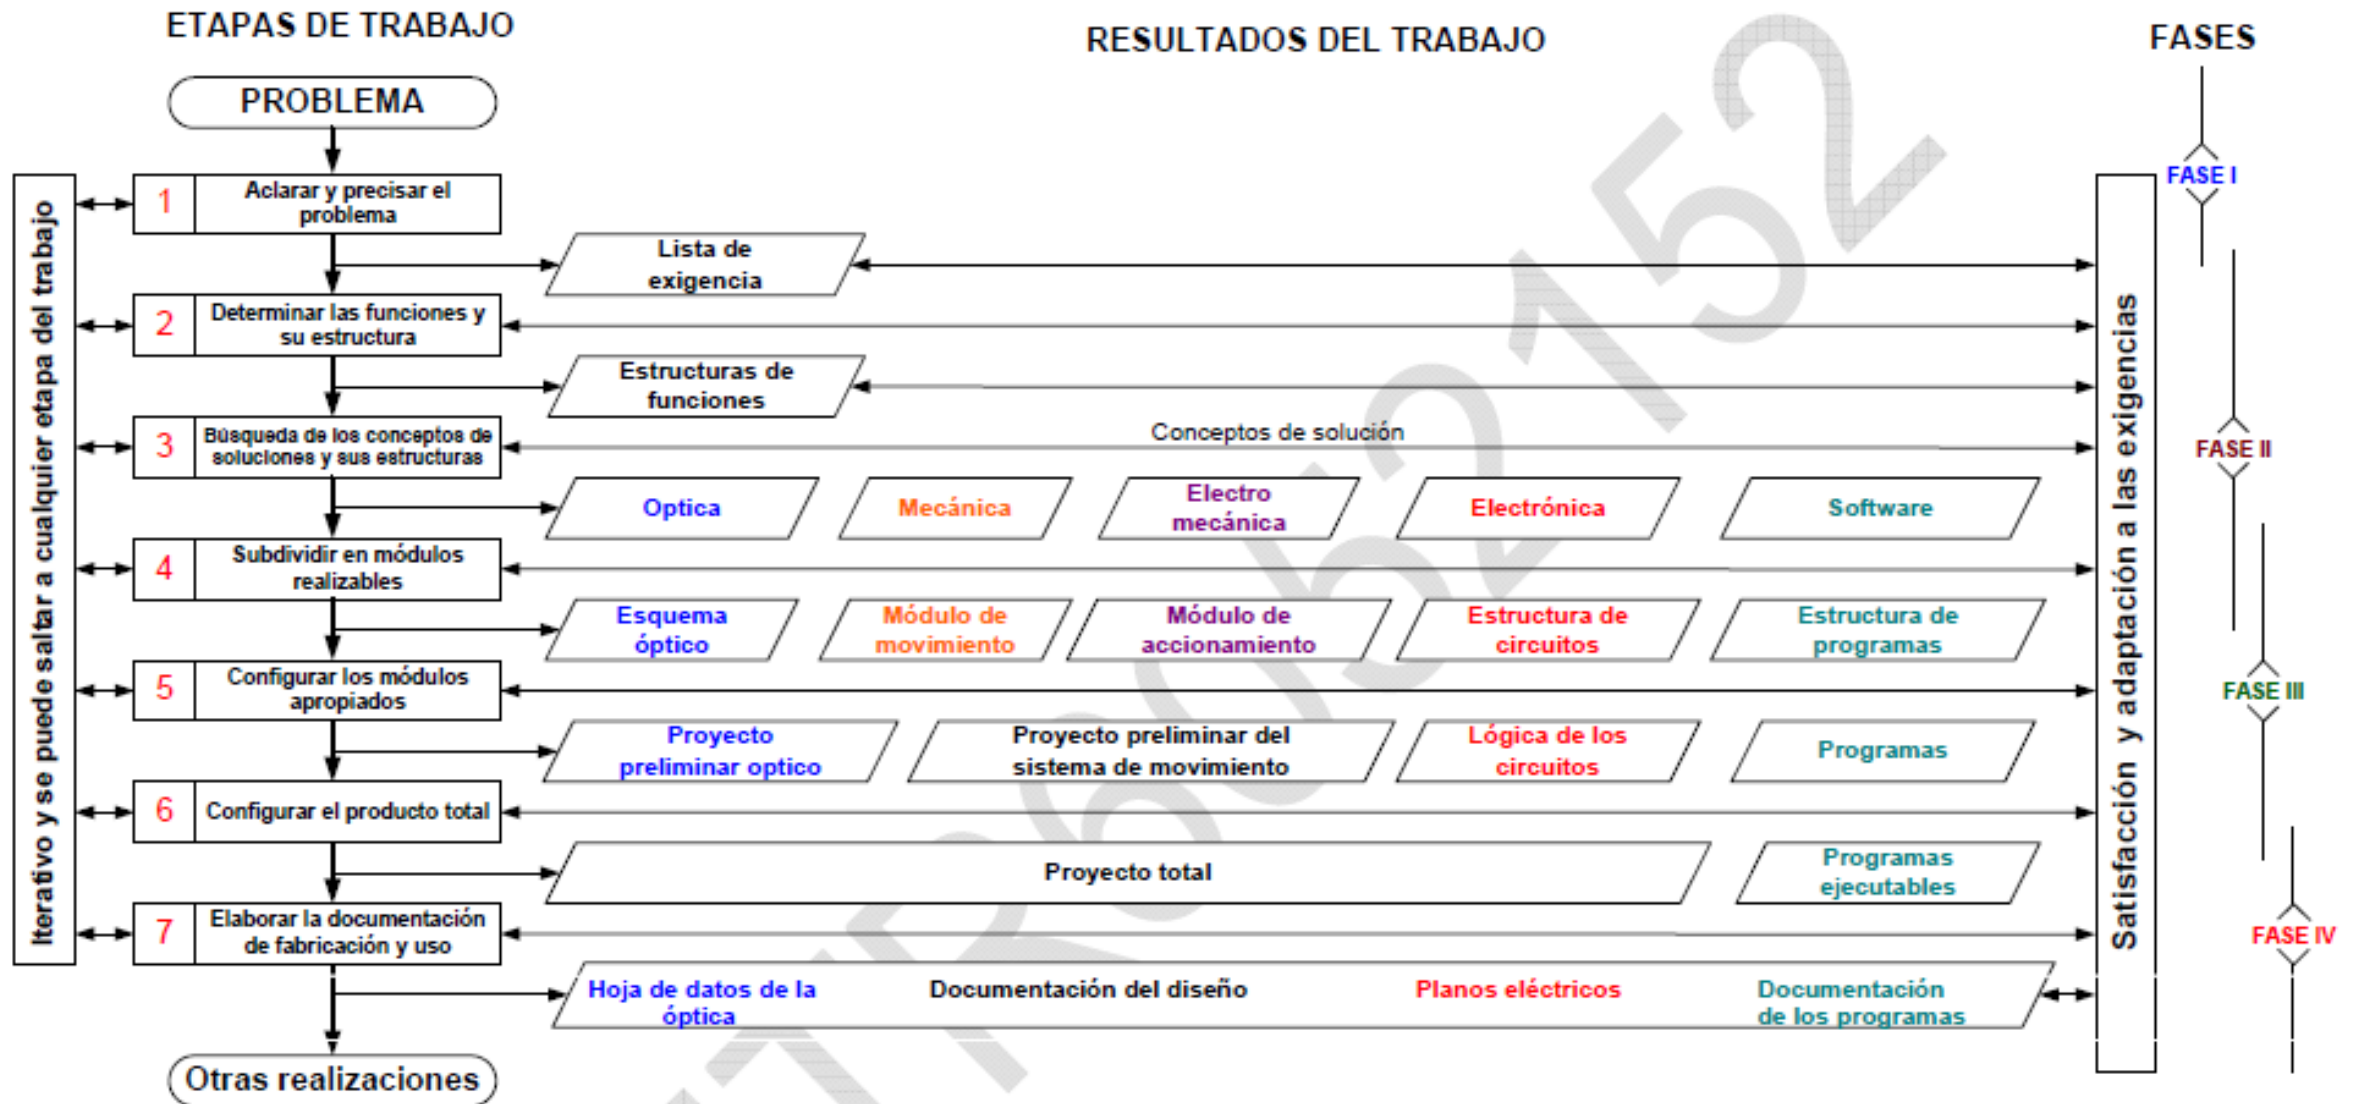 ETAPAS DE TRABAJO
RESULTADOS DEL TRABAJO
FASES
PROBLEMA
Iterativo y se puede saltar a cualquier etapa del trabajo
1
Aclarar y precisar el
problema
FASE I
Lista de
exigencia
2
Determinar las funciones y
su estructura
Estructuras de
funciones
3
Búsqueda de los conceptos de
soluciones y sus estructuras
Conceptos de solución
FASE II
Optica
Mecánica
Electro
mecánica
Electrónica
Software
4
Subdividir en módulos
realizables
Esquema
óptico
Módulo de
movimiento
Módulo de
accionamiento
Estructura de
circuitos
Estructura de
programas
5
Configurar los módulos
apropiados
FASE III
Proyecto
preliminar optico
Proyecto preliminar del
sistema de movimiento
Lógica de los
circuitos
Programas
6
Configurar el producto total
Proyecto total
Programas
ejecutables
7
Elaborar la documentación
de fabricación y uso
FASE IV
Hoja de datos de la
óptica
Documentación del diseño
Planos eléctricos
Documentación
de los programas
Otras realizaciones
Satisfacción y adaptación a las exigencias
TR6052152